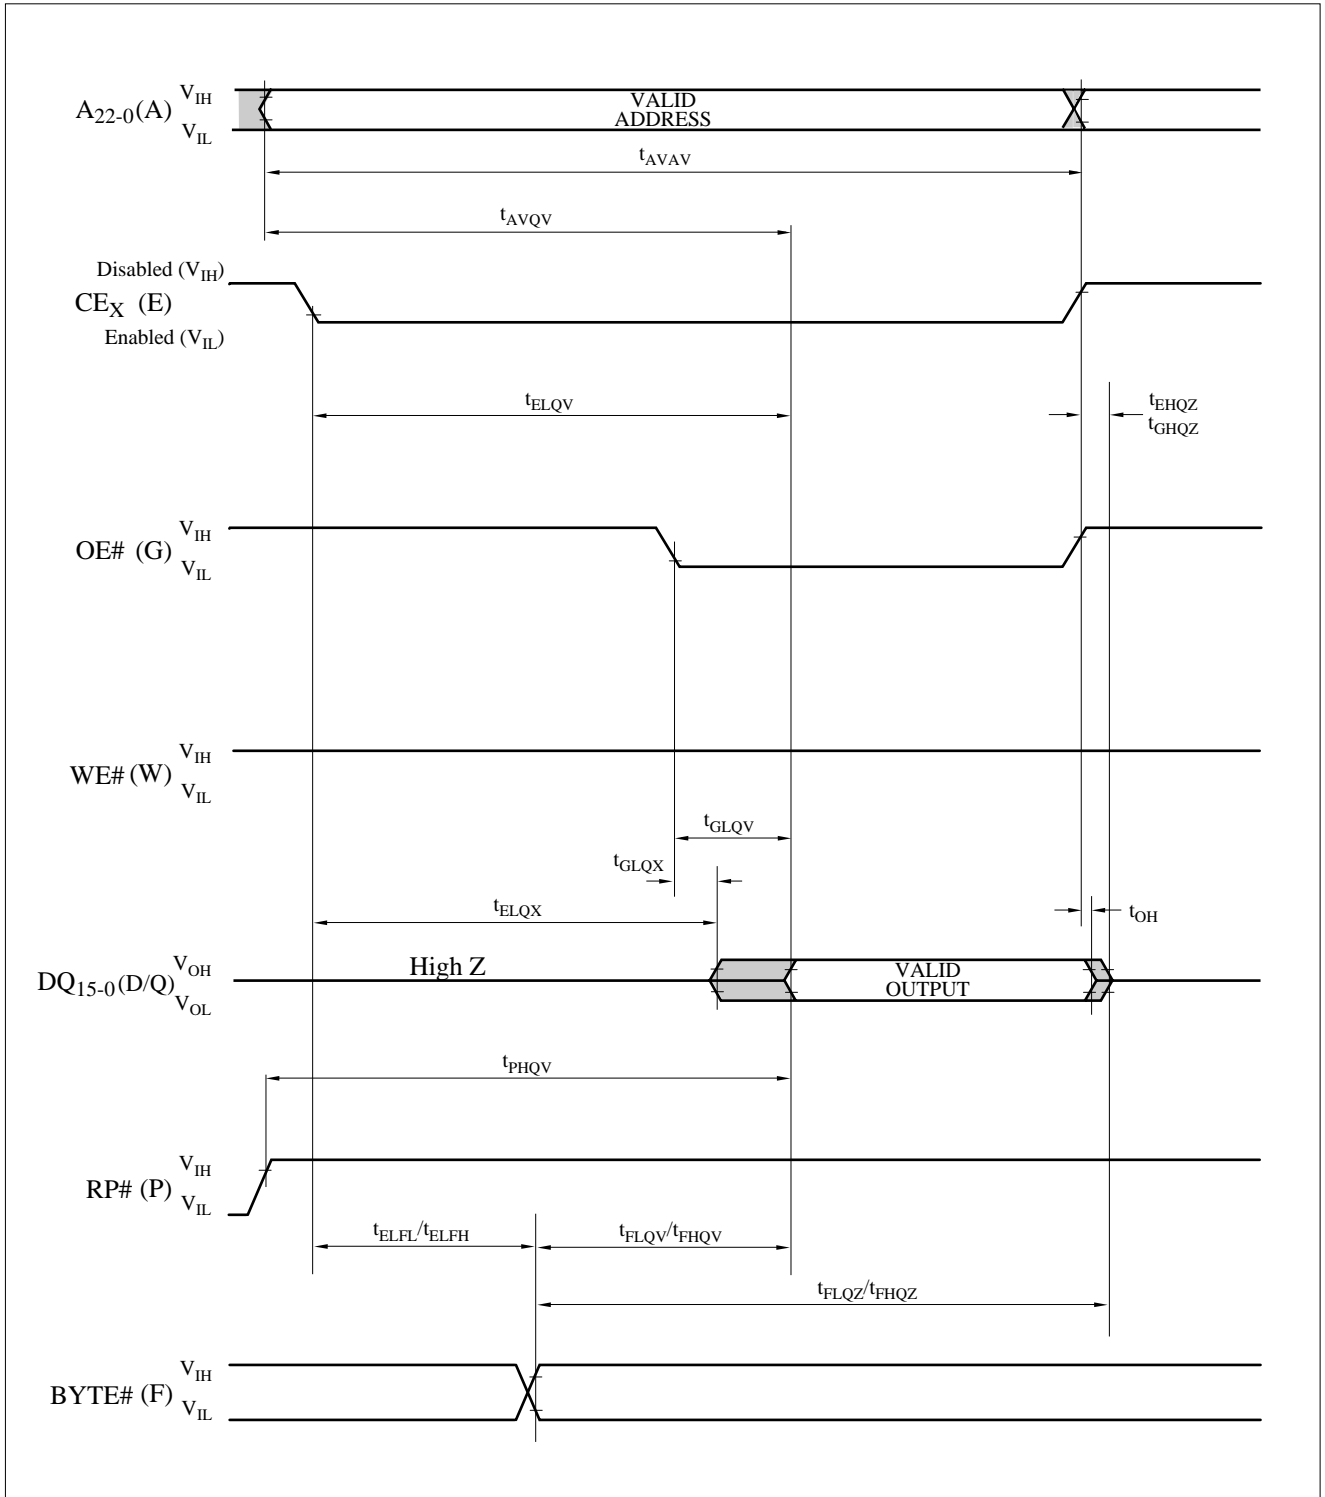 A22-0(A) VIH
VIL
VALID
ADDRESS
tAVAV
tAVQV
Disabled (VIH)
CEX (E)
Enabled (VIL)
tELQV
tEHQZ
tGHQZ
OE# (G) VIH
VIL
WE# (W) VIH
VIL
tGLQV
tGLQX
tELQX
tOH
DQ15-0(D/Q) VOH
VOL
High Z
VALID
OUTPUT
tPHQV
RP# (P) VIH
VIL
tELFL/tELFH
tFLQV/tFHQV
tFLQZ/tFHQZ
BYTE# (F) VIH
VIL